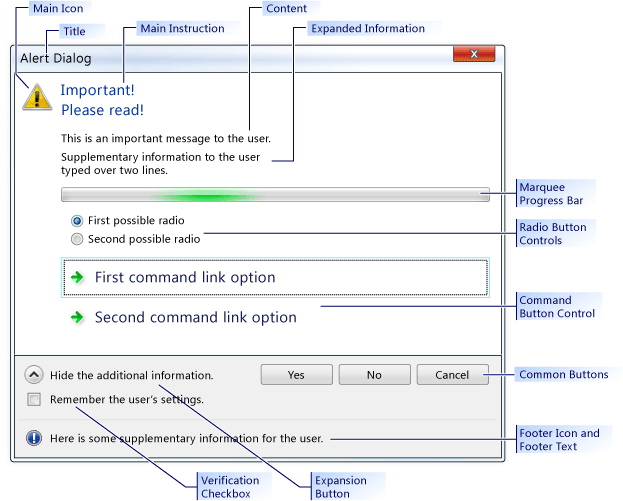 Main Icon
Content
Title
Main Instruction
Expanded Information
Alert Dialog
X
Important!
Please read!
This is an important message to the user.
Supplementary information to the user
typed over two lines.
Marquee
Progress Bar
First possible radio
Second possible radio
Radio Button
Controls
First command link option
Second command link option
Command
Button Control
Hide the additional information.
Yes
No
Cancel
Common Buttons
Remember the user's settings.
Here is some supplementary information for the user.
Footer Icon and
Footer Text
Verification
Checkbox
Expansion
Button